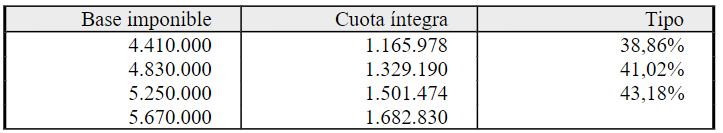 Base imponible Cuota íntegra Tipo
4.410.000 1.165.978 38,86%
4.830.000 1.329.190 41,02%
5.250.000 1.501.474 43,18%
5.670.000 1.682.830